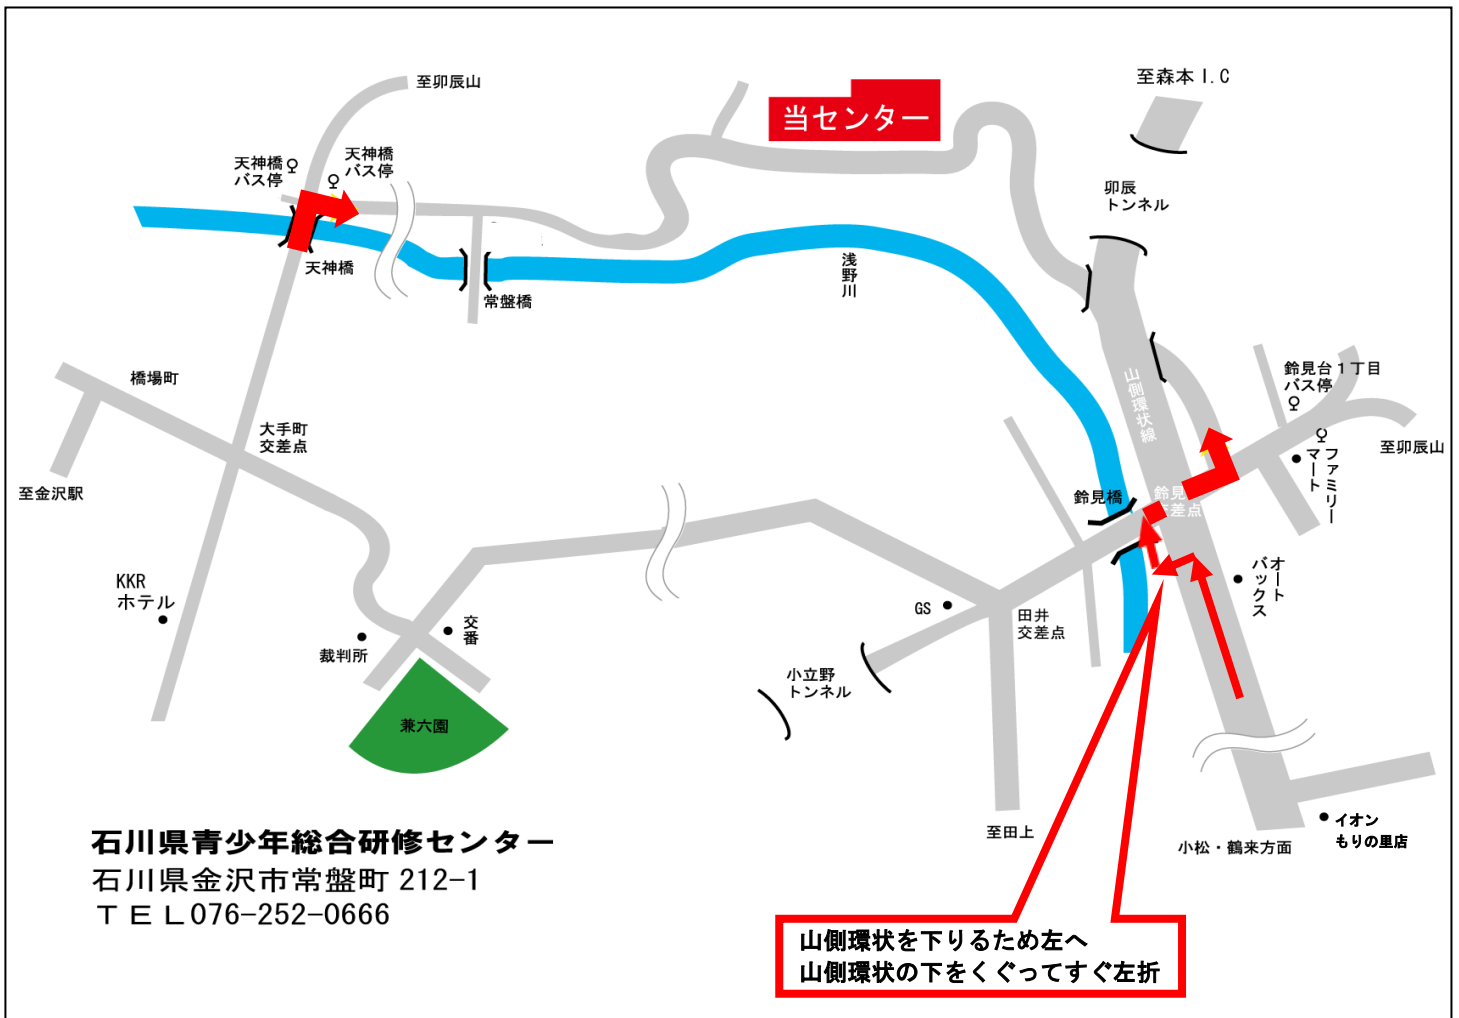 至卯辰山
至森本I.C
当センター
天神橋
バス停
天神橋
バス停
卯辰
トンネル
天神橋
常盤橋
浅野川
橋場町
大手町
交差点
山側環状線
鈴見台1丁目
バス停
至卯辰山
ファミリー
マート
至金沢駅
鈴見橋
鈴見
交差点
オート
バックス
KKR
ホテル
GS
田井
交差点
交番
裁判所
小立野
トンネル
兼六園
至田上
イオン
もりの里店
小松・鶴来方面
石川県青少年総合研修センター
石川県金沢市常盤町 212-1
TEL076-252-0666
山側環状を下りるため左へ
山側環状の下をくぐってすぐ左折